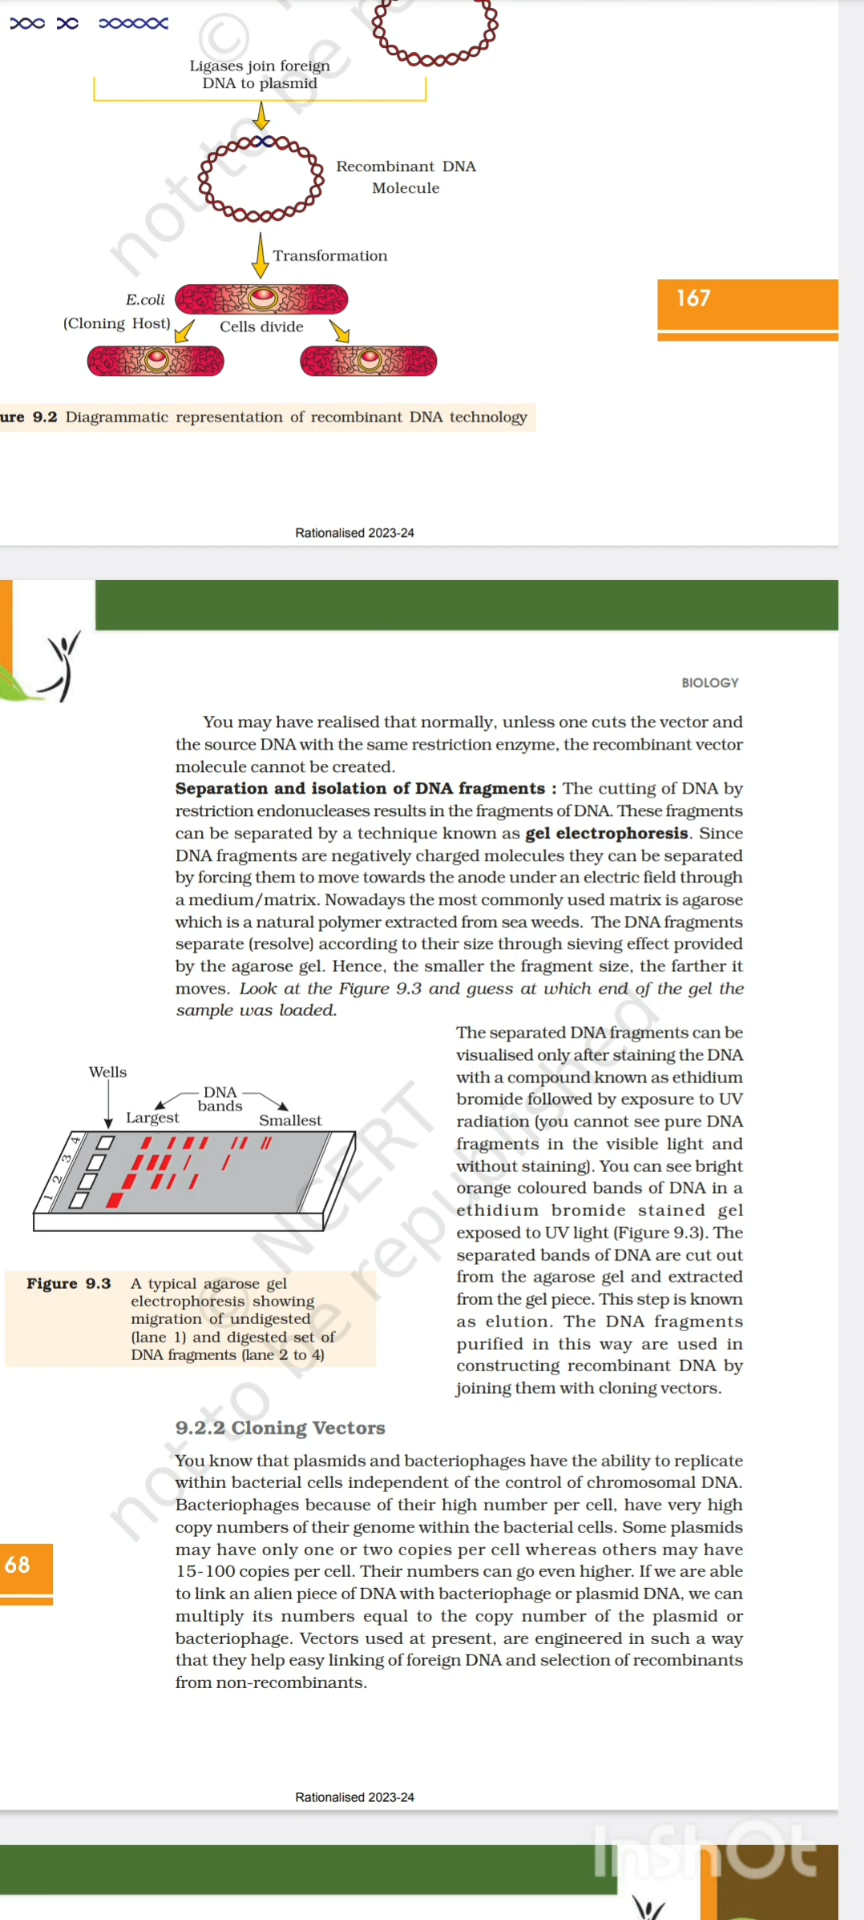 Ligases join foreign
DNA to plasmid
Recombinant DNA
Molecule
Transformation
E.coli
(Cloning Host)
Cells divide
167
ure 9.2 Diagrammatic representation of recombinant DNA technology
Rationalised 2023-24
BIOLOGY
You may have realised that normally, unless one cuts the vector and
the source DNA with the same restriction enzyme, the recombinant vector
molecule cannot be created.
Separation and isolation of DNA fragments : The cutting of DNA by
restriction endonucleases results in the fragments of DNA. These fragments
can be separated by a technique known as gel electrophoresis. Since
DNA fragments are negatively charged molecules they can be separated
by forcing them to move towards the anode under an electric field through
a medium/matrix. Nowadays the most commonly used matrix is agarose
which is a natural polymer extracted from sea weeds. The DNA fragments
separate (resolve) according to their size through sieving effect provided
by the agarose gel. Hence, the smaller the fragment size, the farther it
moves. Look at the Figure 9.3 and guess at which end of the gel the
sample was loaded.
The separated DNA fragments can be
visualised only after staining the DNA
with a compound known as ethidium
bromide followed by exposure to UV
radiation (you cannot see pure DNA
fragments in the visible light and
without staining). You can see bright
orange coloured bands of DNA in a
ethidium bromide stained gel
exposed to UV light (Figure 9.3). The
separated bands of DNA are cut out
from the agarose gel and extracted
from the gel piece. This step is known
as elution. The DNA fragments
purified in this way are used in
constructing recombinant DNA by
joining them with cloning vectors.
Wells
DNA
bands
Largest
Smallest
1 2 3 4
Figure 9.3 A typical agarose gel
electrophoresis showing
migration of undigested
(lane 1) and digested set of
DNA fragments (lane 2 to 4)
9.2.2 Cloning Vectors
You know that plasmids and bacteriophages have the ability to replicate
within bacterial cells independent of the control of chromosomal DNA.
Bacteriophages because of their high number per cell, have very high
copy numbers of their genome within the bacterial cells. Some plasmids
may have only one or two copies per cell whereas others may have
15-100 copies per cell. Their numbers can go even higher. If we are able
to link an alien piece of DNA with bacteriophage or plasmid DNA, we can
multiply its numbers equal to the copy number of the plasmid or
bacteriophage. Vectors used at present, are engineered in such a way
that they help easy linking of foreign DNA and selection of recombinants
from non-recombinants.
68
Rationalised 2023-24
© NCERT
not to be republished
not to be r
©
InShOt